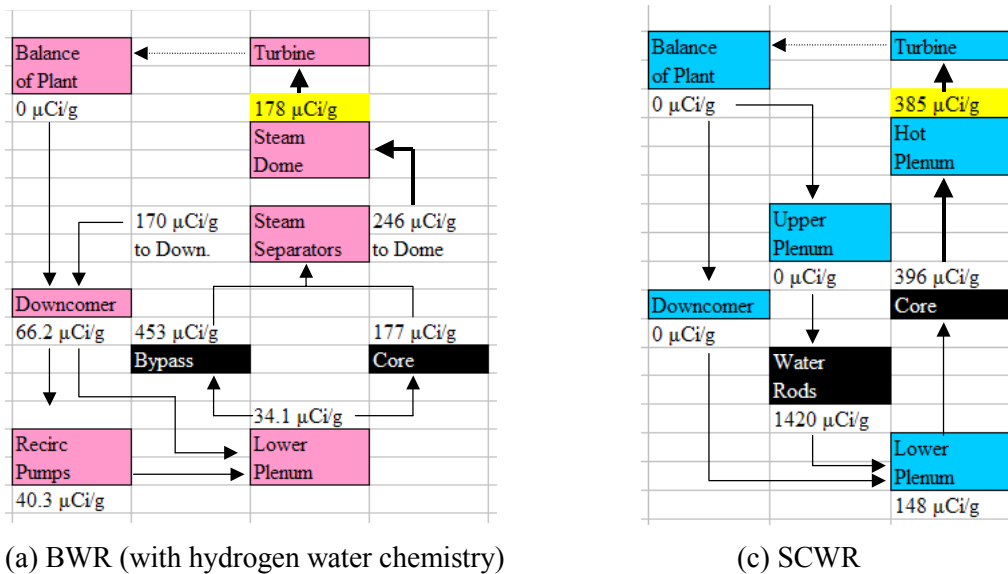 Balance
of Plant
Turbine
0 µCi/g
178 µCi/g
Steam
Dome
170 µCi/g
to Down.
Steam
Separators
246 µCi/g
to Dome
Downcomer
66.2 µCi/g
453 µCi/g
177 µCi/g
Bypass
Core
34.1 µCi/g
Recirc
Pumps
Lower
Plenum
40.3 µCi/g
(a) BWR (with hydrogen water chemistry)
Balance
of Plant
Turbine
0 µCi/g
385 µCi/g
Hot
Plenum
Upper
Plenum
0 µCi/g
396 µCi/g
Downcomer
Core
0 µCi/g
Water
Rods
1420 µCi/g
Lower
Plenum
148 µCi/g
(c) SCWR